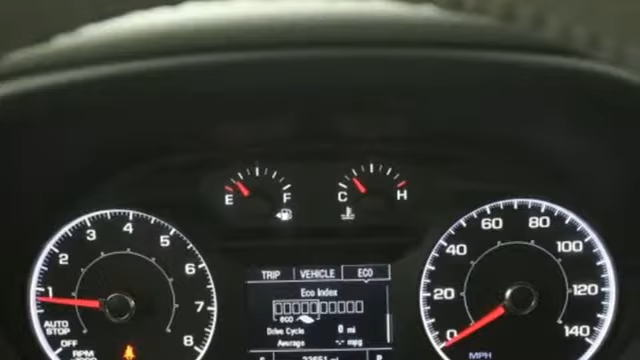 E F
C H
1 2 3 4 5 6 7 8
AUTO
STOP
OFF
RPM
TRIP VEHICLE ECO
Eco Index
eco
Drive Cycle 0 mi
Average -.- mpg
0 20 40 60 80 100 120 140
MPH